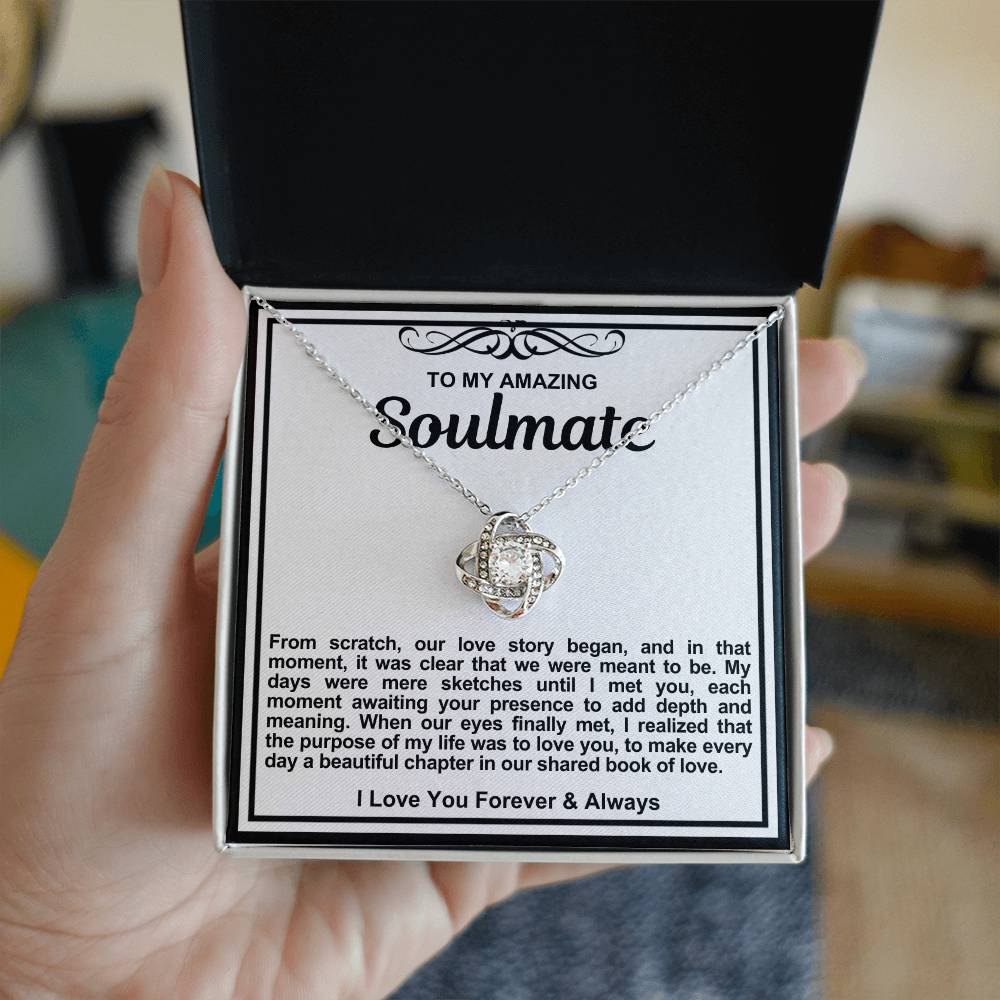 TO MY AMAZING
Soulmate
From scratch, our love story began, and in that
moment, it was clear that we were meant to be. My
days were mere sketches until I met you, each
moment awaiting your presence to add depth and
meaning. When our eyes finally met, I realized that
the purpose of my life was to love you, to make every
day a beautiful chapter in our shared book of love.
I Love You Forever & Always